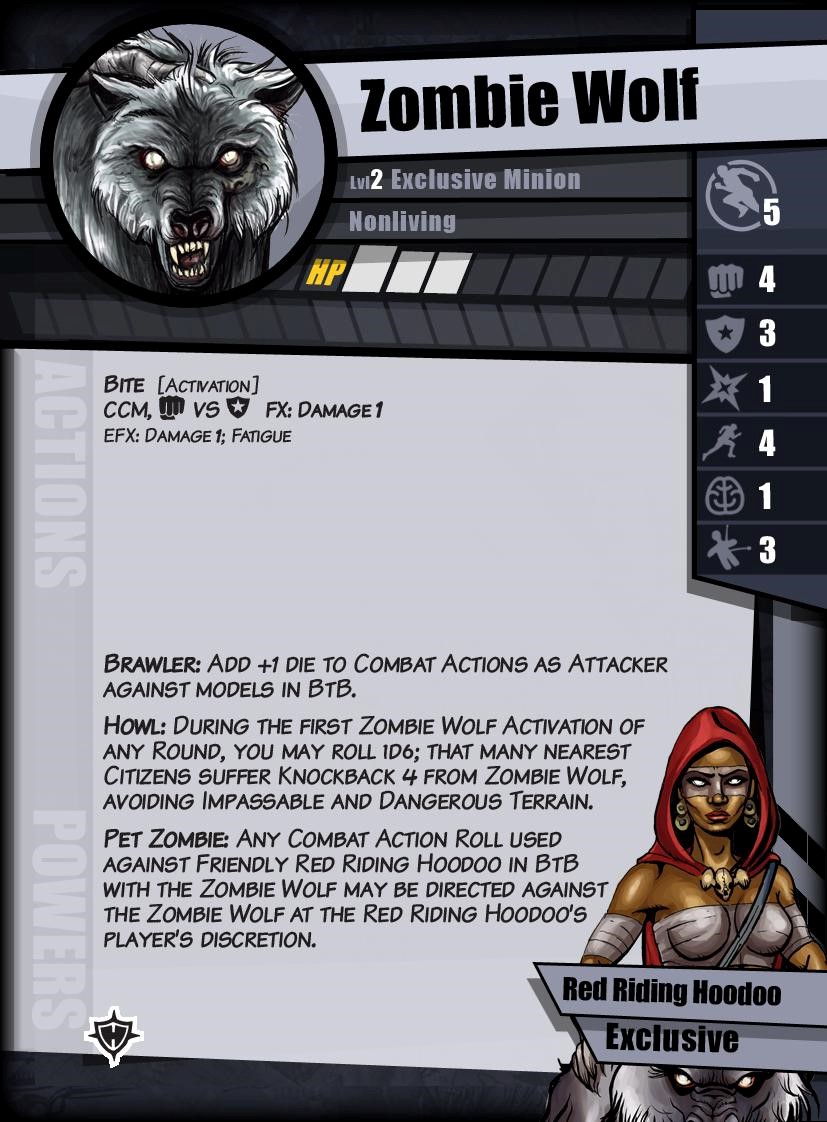 Zombie Wolf
Lvl2 Exclusive Minion
Nonliving
HP
5
4
3
1
4
1
3
ACTIONS
Bite [Activation]
CCM, VS FX: Damage 1
EFX: Damage 1; Fatigue
POWERS
Brawler: Add +1 die to Combat Actions as Attacker
against models in BtB.
Howl: During the first Zombie Wolf Activation of
any Round, you may roll 1d6; that many nearest
Citizens suffer Knockback 4 from Zombie Wolf,
avoiding Impassable and Dangerous Terrain.
Pet Zombie: Any Combat Action Roll used
against Friendly Red Riding Hoodoo in BtB
with the Zombie Wolf may be directed against
the Zombie Wolf at the Red Riding Hoodoo's
player's discretion.
Red Riding Hoodoo
Exclusive